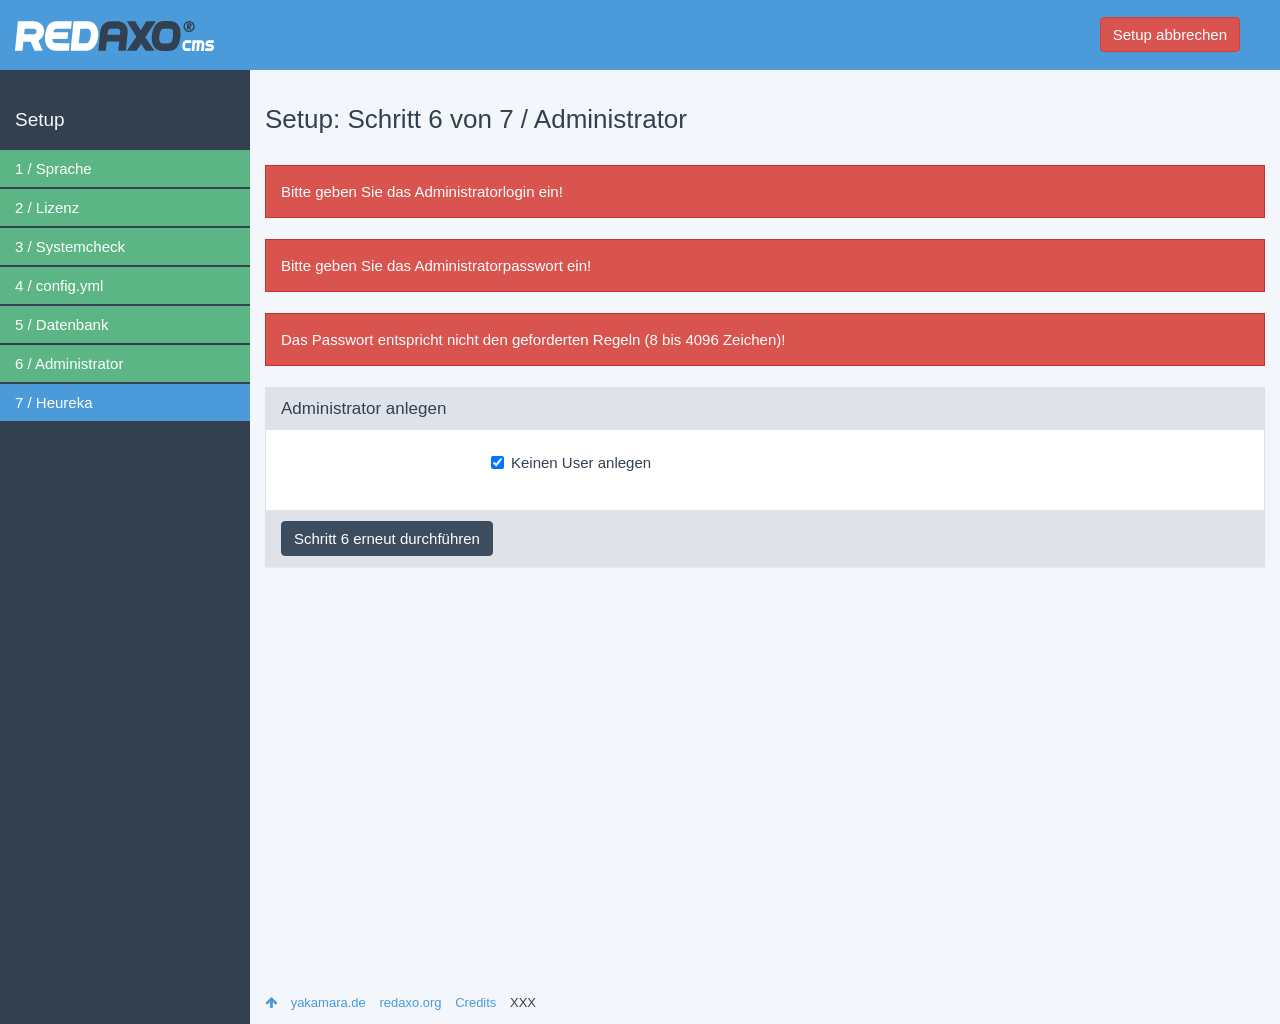 REDAXO® cms
Setup abbrechen
Setup
1 / Sprache
2 / Lizenz
3 / Systemcheck
4 / config.yml
5 / Datenbank
6 / Administrator
7 / Heureka
Setup: Schritt 6 von 7 / Administrator
Bitte geben Sie das Administratorlogin ein!
Bitte geben Sie das Administratorpasswort ein!
Das Passwort entspricht nicht den geforderten Regeln (8 bis 4096 Zeichen)!
Administrator anlegen
Keinen User anlegen
Schritt 6 erneut durchführen
yakamara.de redaxo.org Credits XXX